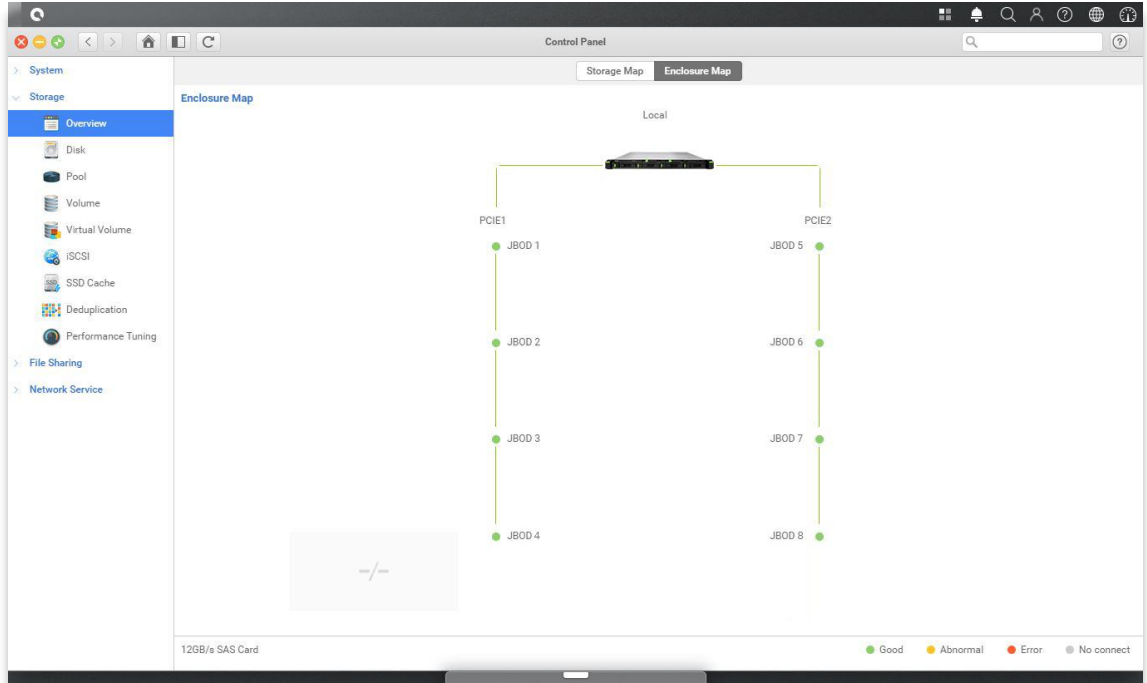 Control Panel
System
Storage
Overview
Disk
Pool
Volume
Virtual Volume
iSCSI
SSD Cache
Deduplication
Performance Tuning
File Sharing
Network Service
Storage Map
Enclosure Map
Enclosure Map
Local
PCIE1
PCIE2
JBOD 1
JBOD 5
JBOD 2
JBOD 6
JBOD 3
JBOD 7
JBOD 4
JBOD 8
-/-
12GB/s SAS Card
Good
Abnormal
Error
No connect